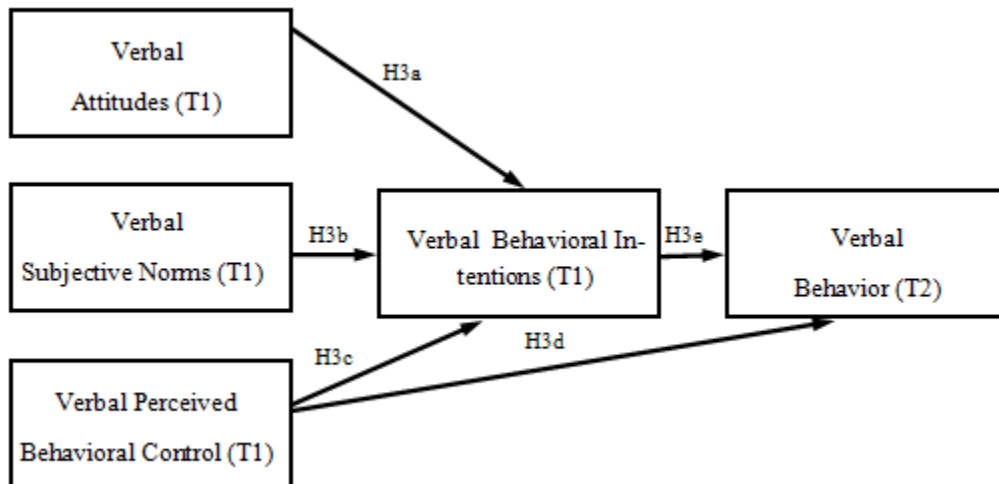 Verbal
Attitudes (T1)
H3a
Verbal
Subjective Norms (T1)
H3b
Verbal Behavioral In-
tentions (T1)
H3e
Verbal
Behavior (T2)
H3c
H3d
Verbal Perceived
Behavioral Control (T1)